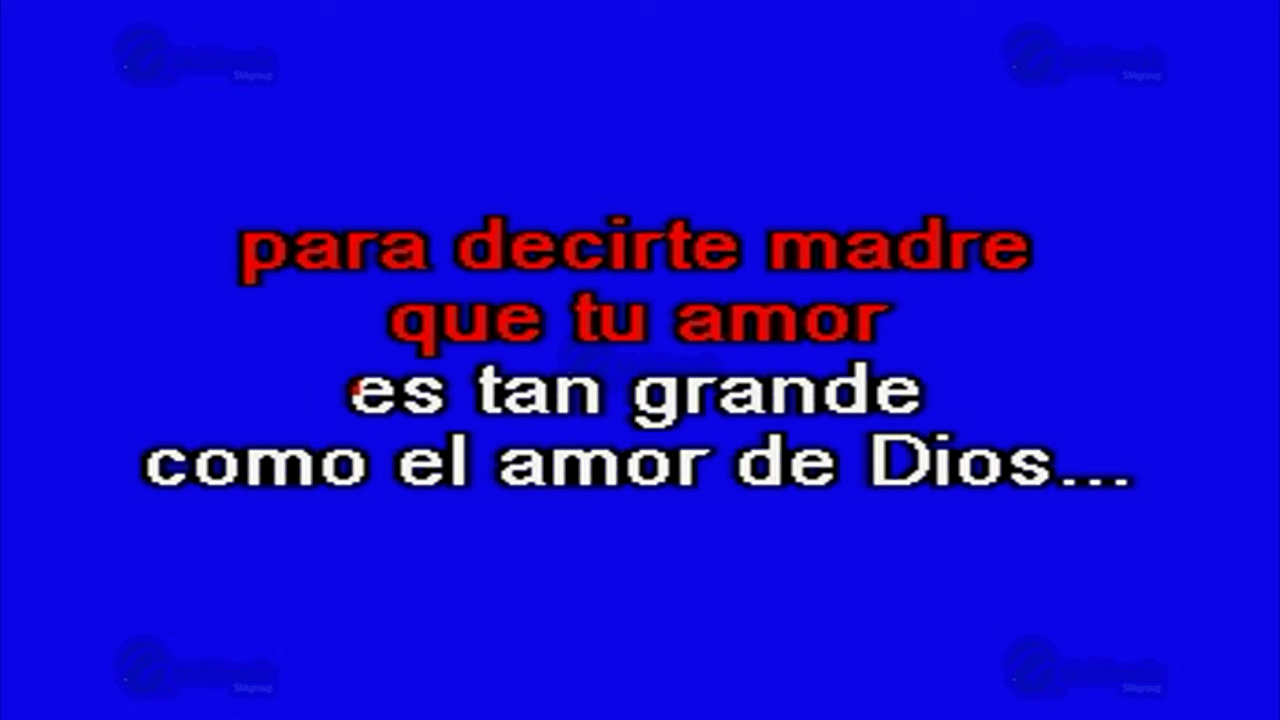 para decirte madre
que tu amor
es tan grande
como el amor de Dios...